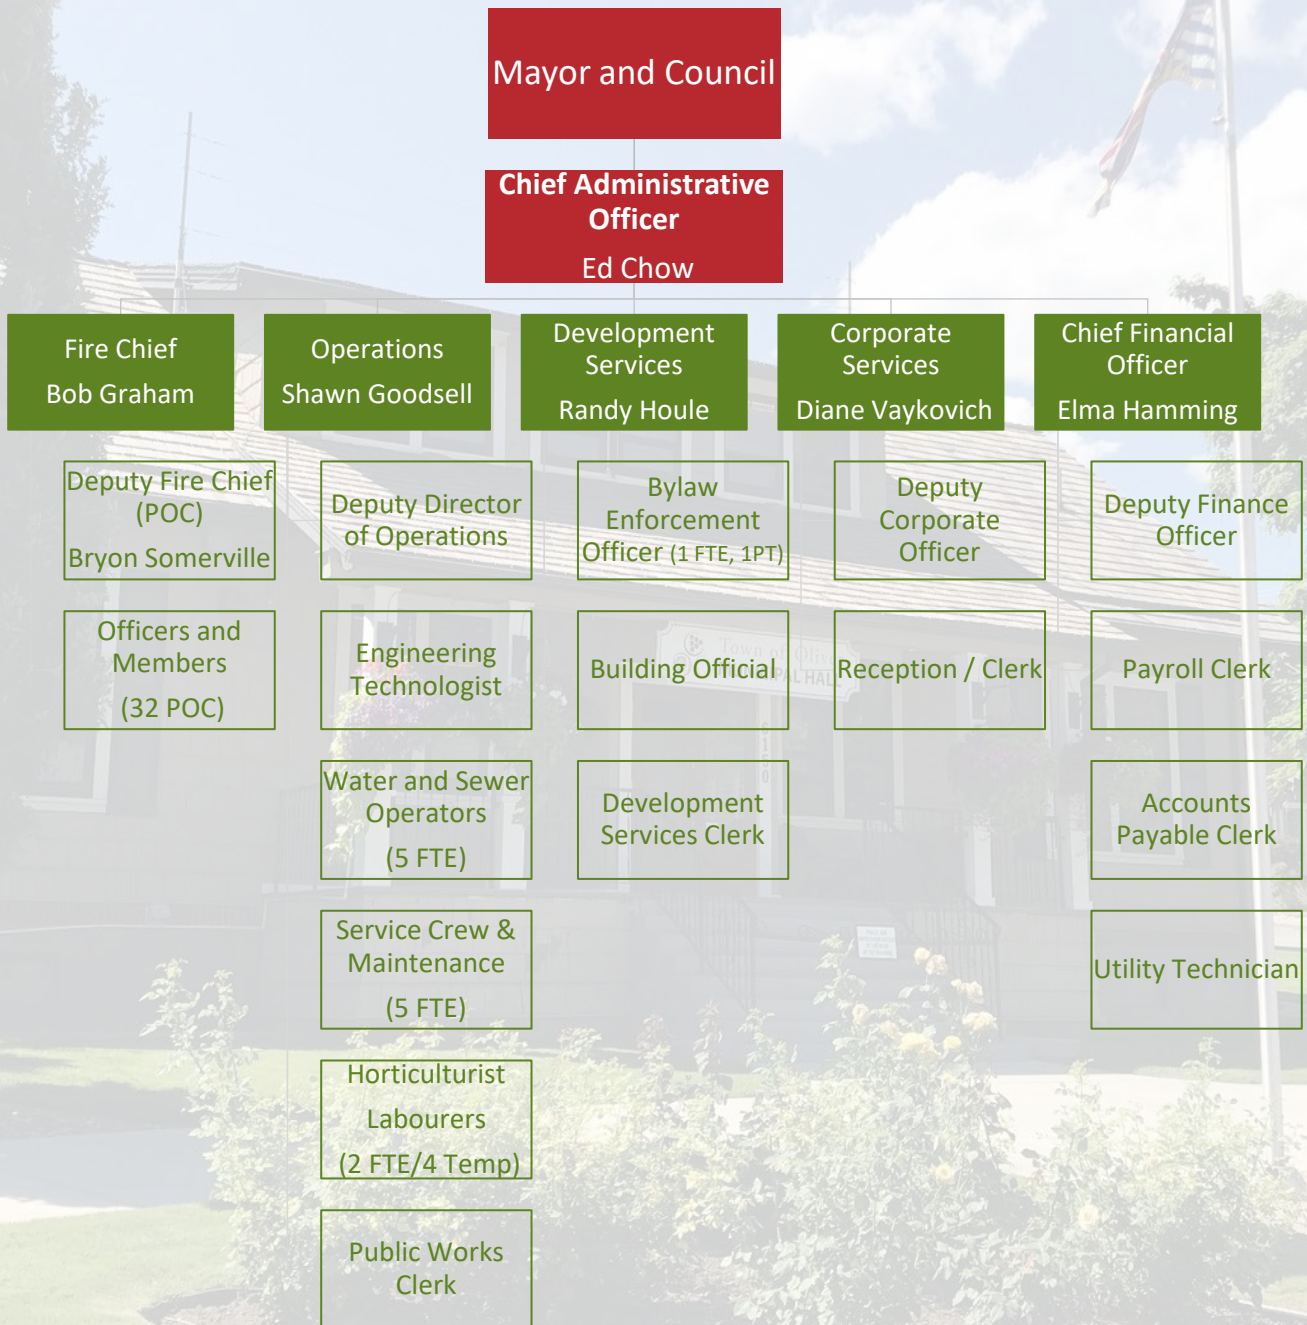 Mayor and Council
Chief Administrative
Officer
Ed Chow
Fire Chief
Bob Graham
Operations
Shawn Goodsell
Development
Services
Randy Houle
Corporate
Services
Diane Vaykovich
Chief Financial
Officer
Elma Hamming
Deputy Fire Chief
(POC)
Bryon Somerville
Officers and
Members
(32 POC)
Deputy Director
of Operations
Engineering
Technologist
Water and Sewer
Operators
(5 FTE)
Service Crew &
Maintenance
(5 FTE)
Horticulturist
Labourers
(2 FTE/4 Temp)
Public Works
Clerk
Bylaw
Enforcement
Officer (1 FTE, 1PT)
Building Official
Development
Services Clerk
Deputy
Corporate
Officer
Reception / Clerk
Deputy Finance
Officer
Payroll Clerk
Accounts
Payable Clerk
Utility Technician
Town of
HALL
6150